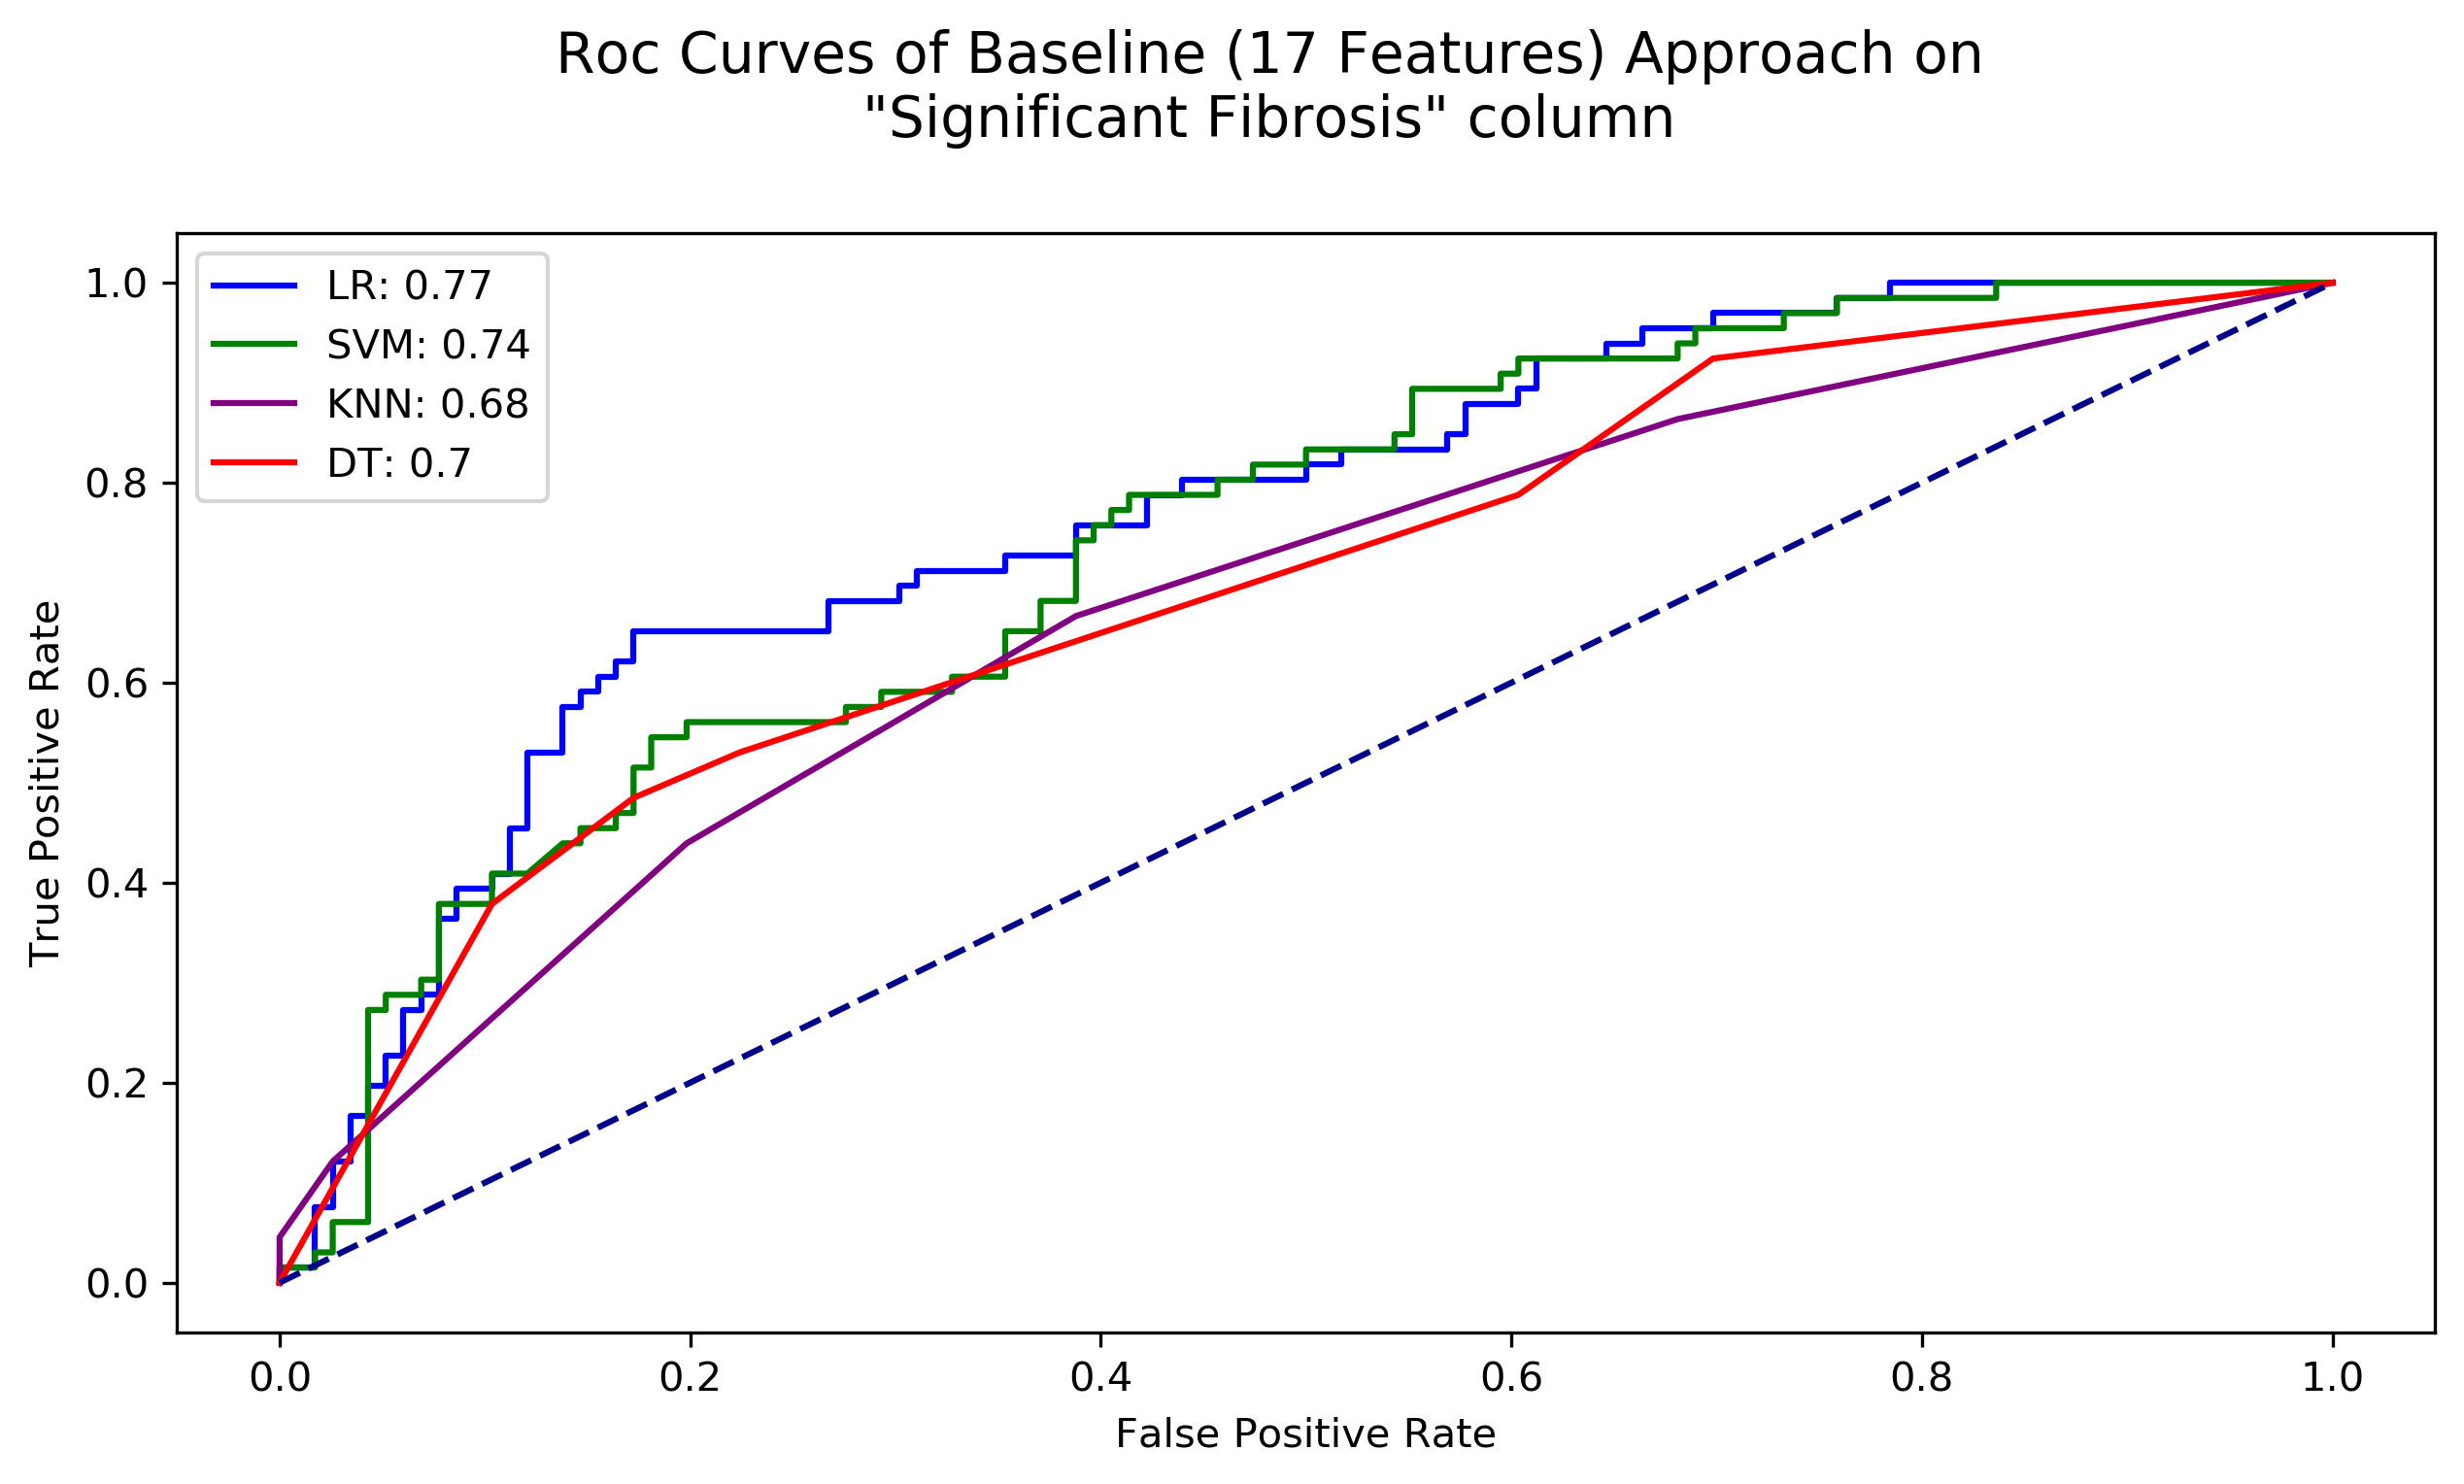 Roc Curves of Baseline (17 Features) Approach on
"Significant Fibrosis" column
LR: 0.77
SVM: 0.74
KNN: 0.68
DT: 0.7
1.0
0.8
0.6
0.4
0.2
0.0
True Positive Rate
0.0 0.2 0.4 0.6 0.8 1.0
False Positive Rate